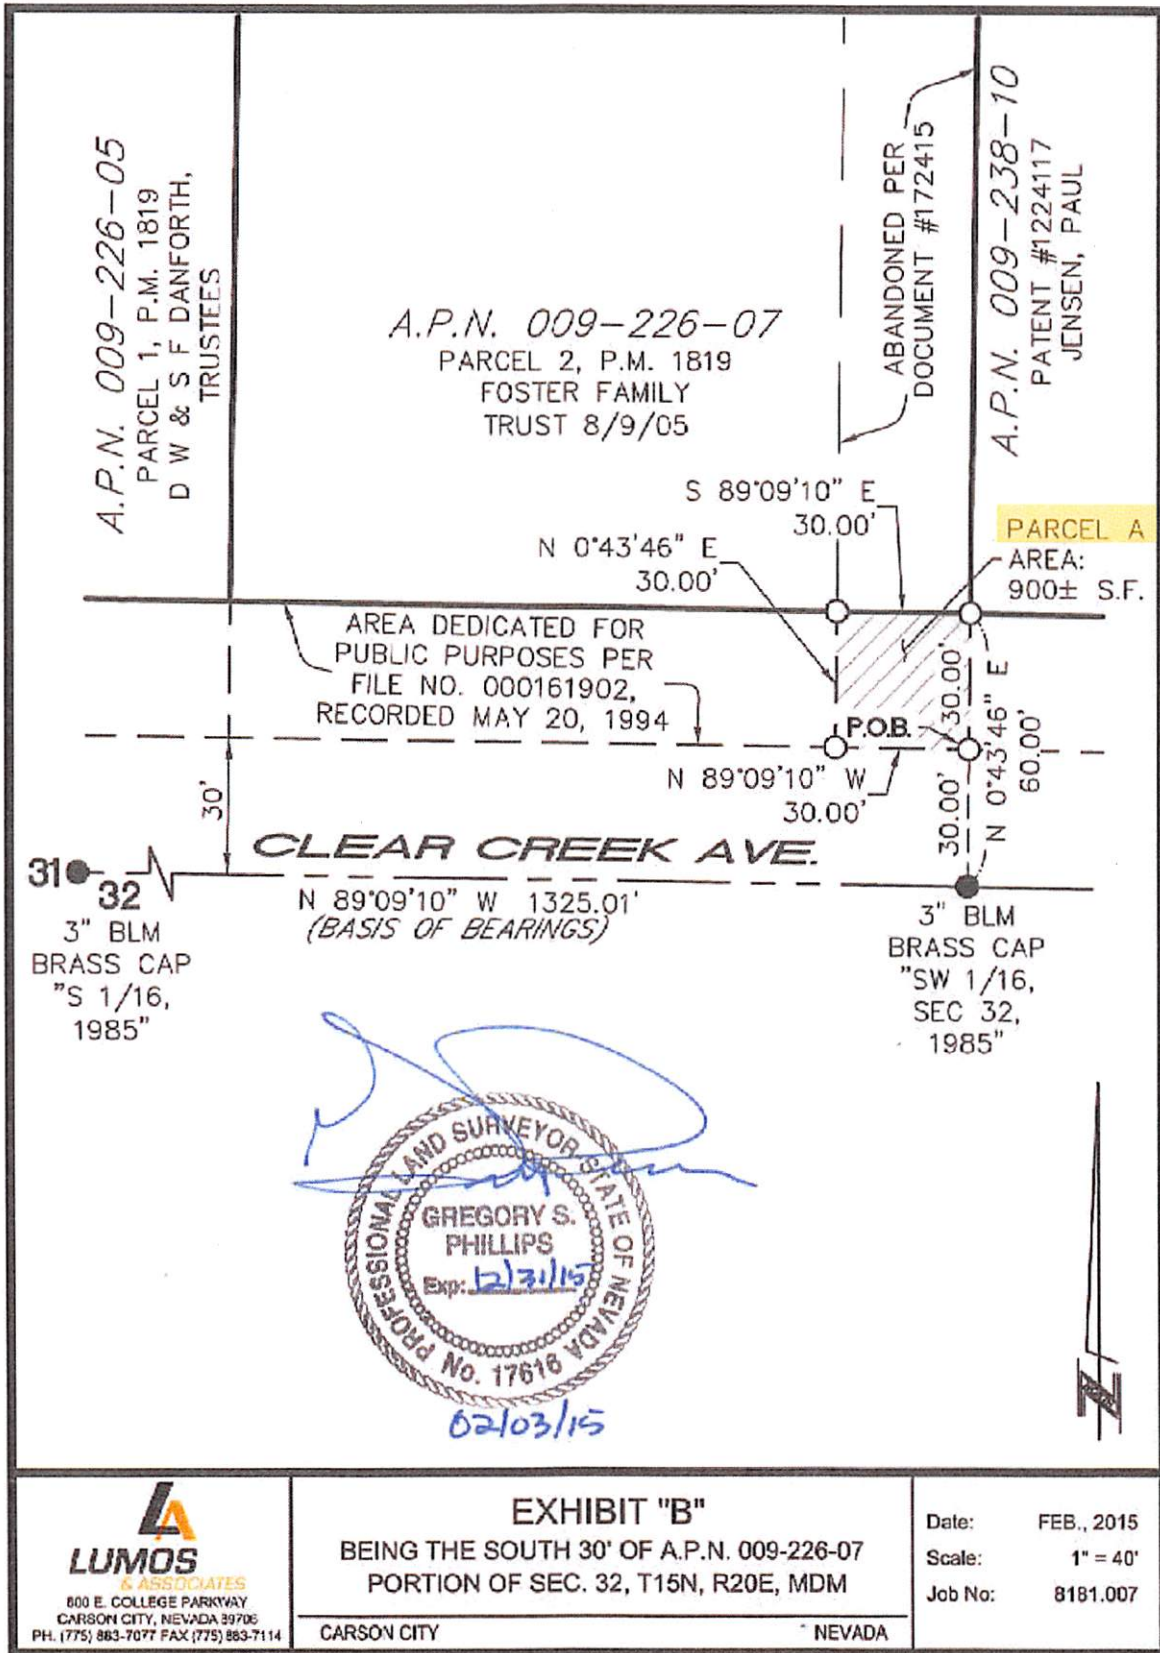 A.P.N. 009-226-05
PARCEL 1, P.M. 1819
D W & S F DANFORTH,
TRUSTEES
A.P.N. 009-226-07
PARCEL 2, P.M. 1819
FOSTER FAMILY
TRUST 8/9/05
ABANDONED PER
DOCUMENT #172415
A.P.N. 009-238-10
PATENT #1224117
JENSEN, PAUL
S 89°09'10" E
30.00'
N 0°43'46" E
30.00'
PARCEL A
AREA:
900± S.F.
AREA DEDICATED FOR
PUBLIC PURPOSES PER
FILE NO. 000161902,
RECORDED MAY 20, 1994
P.O.B.
30.00'
N 0°43'46" E
60.00'
N 89°09'10" W
30.00'
30.00'
30'
CLEAR CREEK AVE.
31
32
N 89°09'10" W 1325.01'
(BASIS OF BEARINGS)
3" BLM
BRASS CAP
"S 1/16,
1985"
3" BLM
BRASS CAP
"SW 1/16,
SEC 32,
1985"
PROFESSIONAL LAND SURVEYOR-STATE OF NEVADA
GREGORY S.
PHILLIPS
Exp: 12/31/15
No. 17616
02/03/15
N
LA
LUMOS
& ASSOCIATES
800 E. COLLEGE PARKWAY
CARSON CITY, NEVADA 89706
PH. (775) 883-7077 FAX (775) 883-7114
EXHIBIT "B"
BEING THE SOUTH 30' OF A.P.N. 009-226-07
PORTION OF SEC. 32, T15N, R20E, MDM
CARSON CITY NEVADA
Date: FEB., 2015
Scale: 1" = 40'
Job No: 8181.007